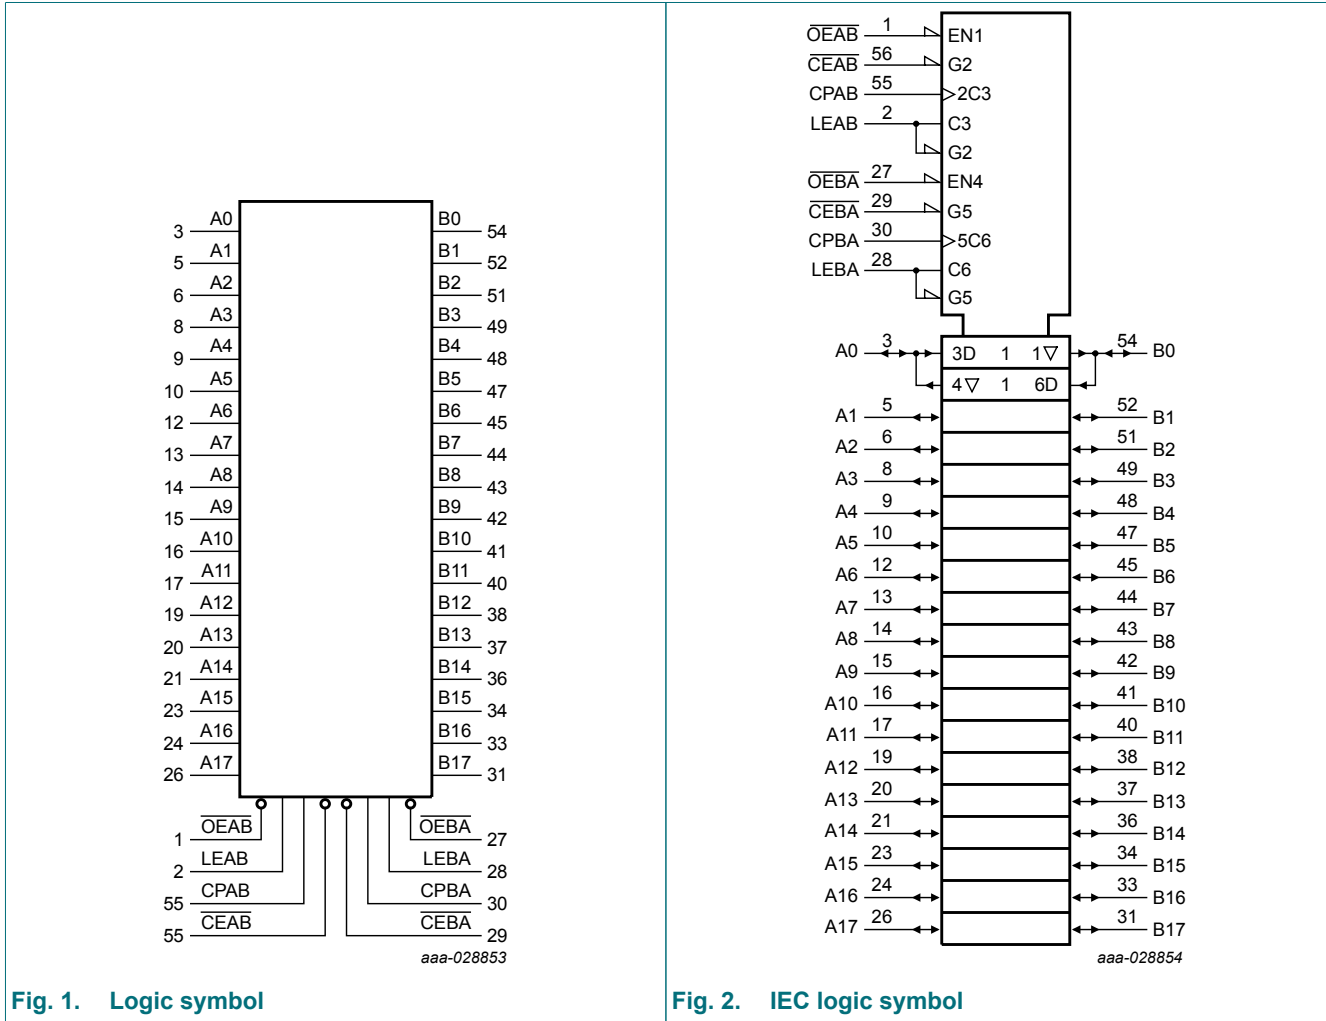 A0 B0
3 54
A1 B1
5 52
A2 B2
6 51
A3 B3
8 49
A4 B4
9 48
A5 B5
10 47
A6 B6
12 45
A7 B7
13 44
A8 B8
14 43
A9 B9
15 42
A10 B10
16 41
A11 B11
17 40
A12 B12
19 38
A13 B13
20 37
A14 B14
21 36
A15 B15
23 34
A16 B16
24 33
A17 B17
26 31
OEAB OEBA
1 27
LEAB LEBA
2 28
CPAB CPBA
55 30
CEAB CEBA
55 29
aaa-028853
Fig. 1. Logic symbol
OEAB 1 EN1
CEAB 56 G2
CPAB 55 2C3
LEAB 2 C3
G2
OEBA 27 EN4
CEBA 29 G5
CPBA 30 5C6
LEBA 28 C6
G5
A0 3 3D 1 1▽ 54 B0
4▽ 1 6D
A1 5 52 B1
A2 6 51 B2
A3 8 49 B3
A4 9 48 B4
A5 10 47 B5
A6 12 45 B6
A7 13 44 B7
A8 14 43 B8
A9 15 42 B9
A10 16 41 B10
A11 17 40 B11
A12 19 38 B12
A13 20 37 B13
A14 21 36 B14
A15 23 34 B15
A16 24 33 B16
A17 26 31 B17
aaa-028854
Fig. 2. IEC logic symbol